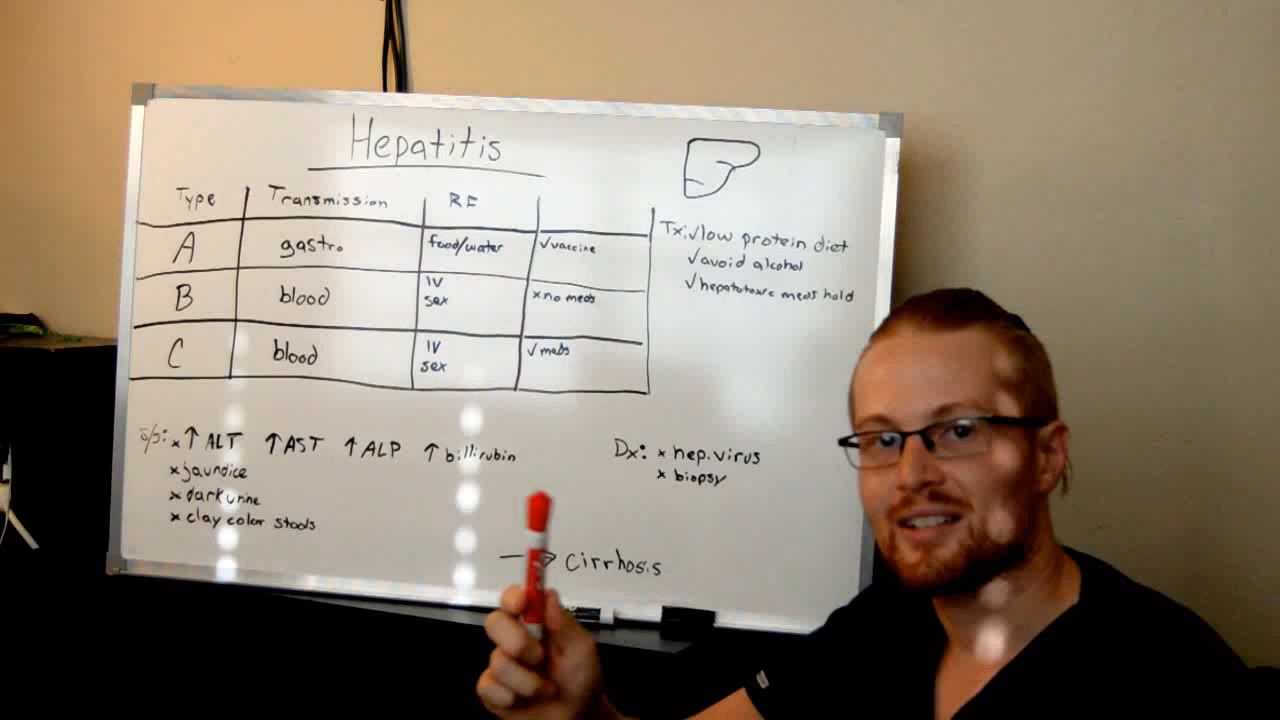 Hepatitis
Type Transmission RF
A gastro food/water √vaccine
B blood IV sex x no meds
C blood IV sex √meds
Tx: √low protein diet
√avoid alcohol
√hepatotoxic meds hold
S/S: x ↑ ALT ↑AST ↑ALP ↑ billirubin
x jaundice
x dark urine
x clay color stools
Dx: x hep. virus
x biopsy
→ cirrhosis